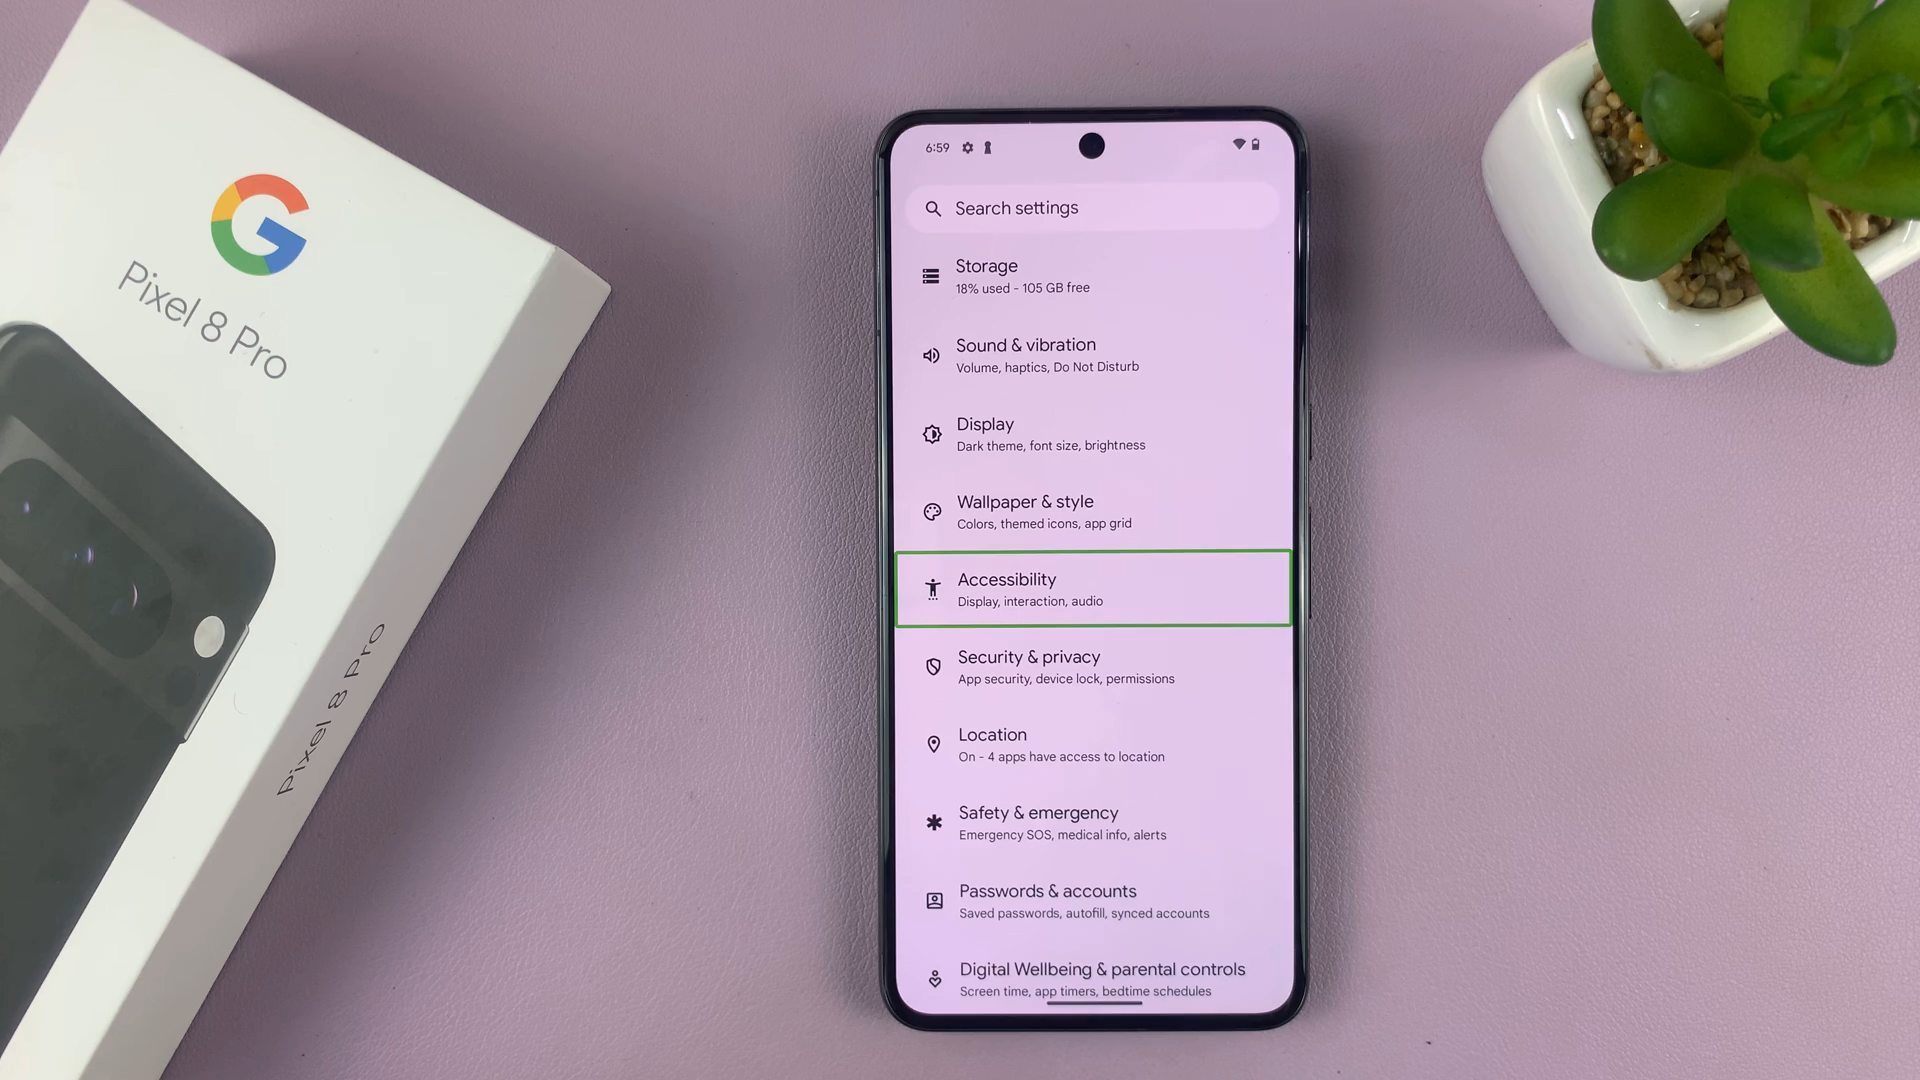 Pixel 8 Pro
Pixel 8 Pro
6:59
Search settings
Storage
18% used - 105 GB free
Sound & vibration
Volume, haptics, Do Not Disturb
Display
Dark theme, font size, brightness
Wallpaper & style
Colors, themed icons, app grid
Accessibility
Display, interaction, audio
Security & privacy
App security, device lock, permissions
Location
On - 4 apps have access to location
Safety & emergency
Emergency SOS, medical info, alerts
Passwords & accounts
Saved passwords, autofill, synced accounts
Digital Wellbeing & parental controls
Screen time, app timers, bedtime schedules